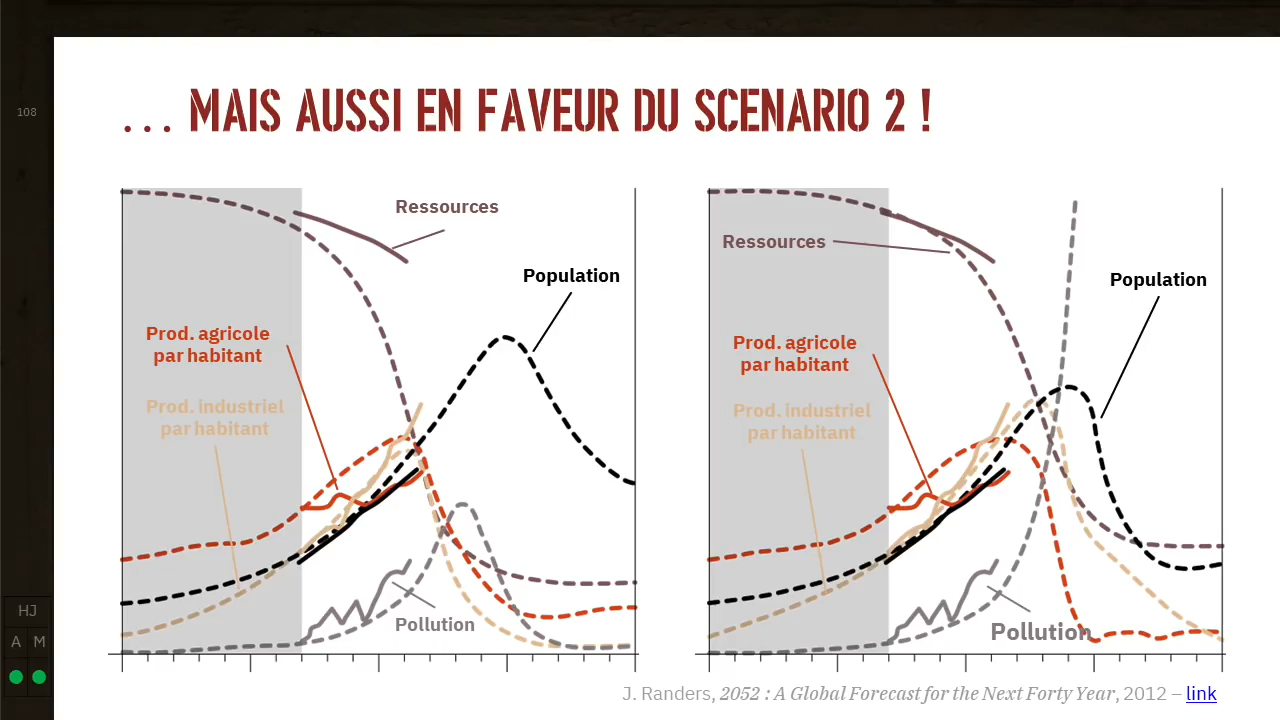 108
... MAIS AUSSI EN FAVEUR DU SCENARIO 2 !
Ressources
Population
Prod. agricole
par habitant
Prod. industriel
par habitant
Pollution
Ressources
Population
Prod. agricole
par habitant
Prod. industriel
par habitant
Pollution
HJ
A M
J. Randers, 2052 : A Global Forecast for the Next Forty Year, 2012 – link